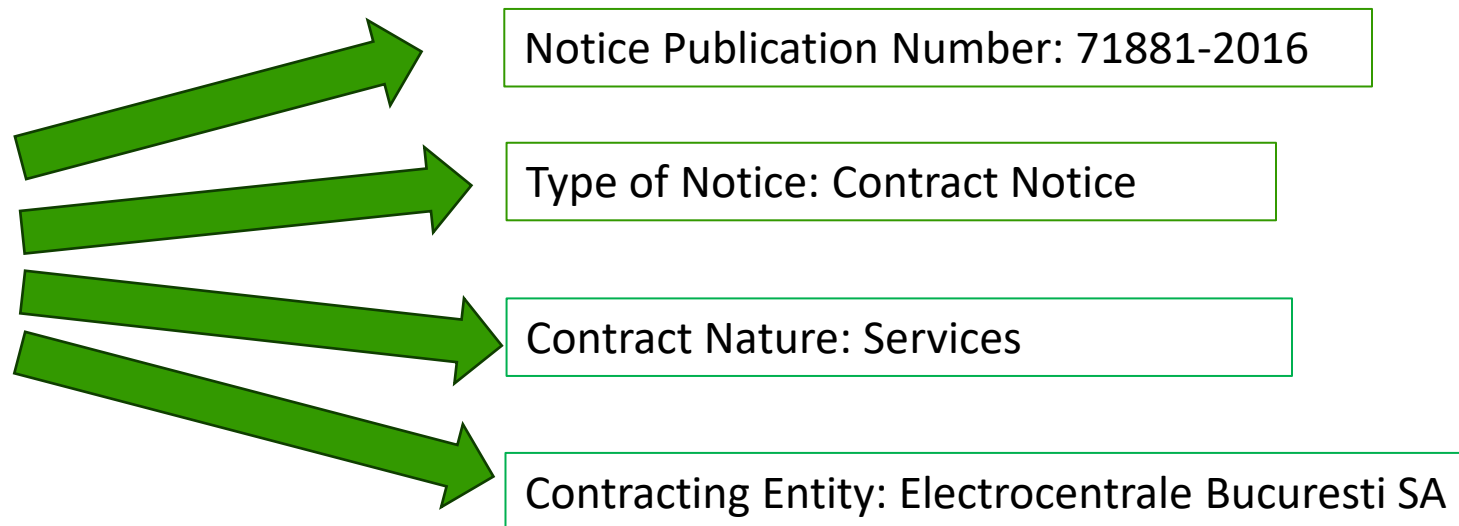 Notice Publication Number: 71881-2016
Type of Notice: Contract Notice
Contract Nature: Services
Contracting Entity: Electrocentrale Bucuresti SA